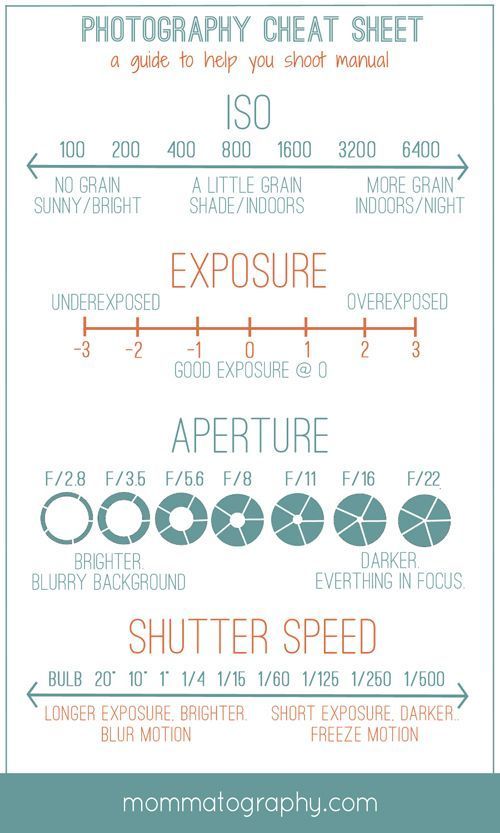 PHOTOGRAPHY CHEAT SHEET
a guide to help you shoot manual
ISO
100 200 400 800 1600 3200 6400
NO GRAIN A LITTLE GRAIN MORE GRAIN
SUNNY/BRIGHT SHADE/INDOORS INDOORS/NIGHT
EXPOSURE
UNDEREXPOSED OVEREXPOSED
-3 -2 -1 0 1 2 3
GOOD EXPOSURE @ 0
APERTURE
F/2.8 F/3.5 F/5.6 F/8 F/11 F/16 F/22
BRIGHTER. DARKER.
BLURRY BACKGROUND EVERTHING IN FOCUS.
SHUTTER SPEED
BULB 20" 10" 1" 1/4 1/15 1/60 1/125 1/250 1/500
LONGER EXPOSURE, BRIGHTER. SHORT EXPOSURE, DARKER..
BLUR MOTION FREEZE MOTION
mommatography.com